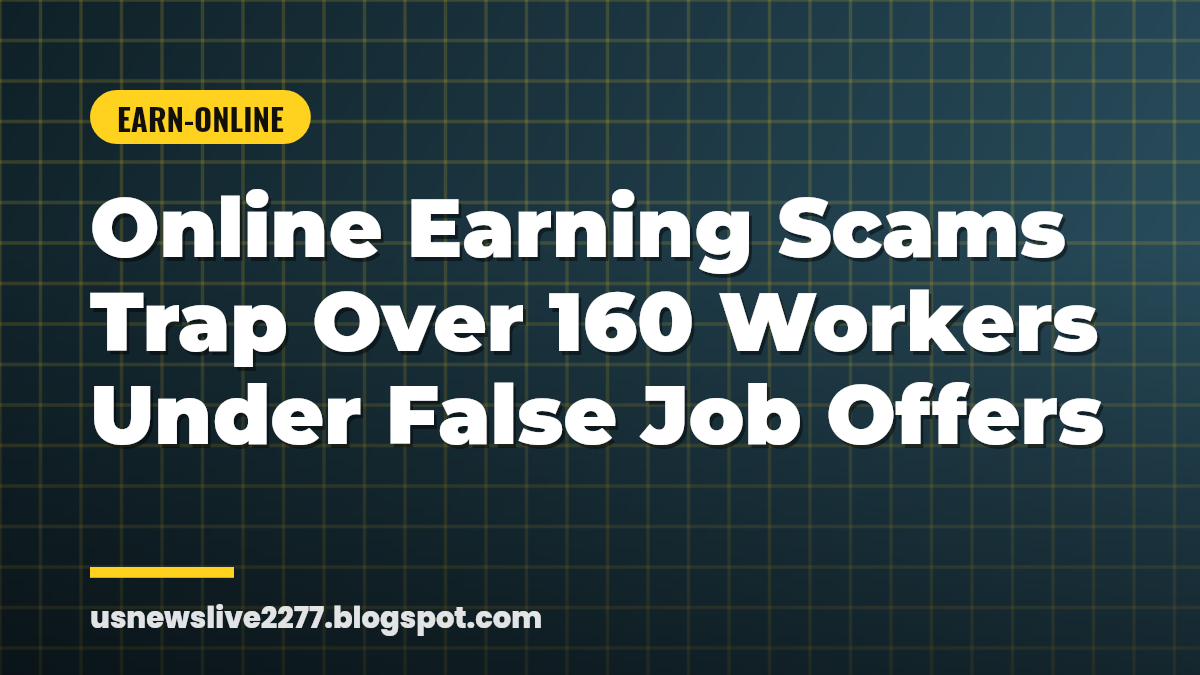 EARN-ONLINE
Online Earning Scams
Trap Over 160 Workers
Under False Job Offers
usnewslive2277.blogspot.com